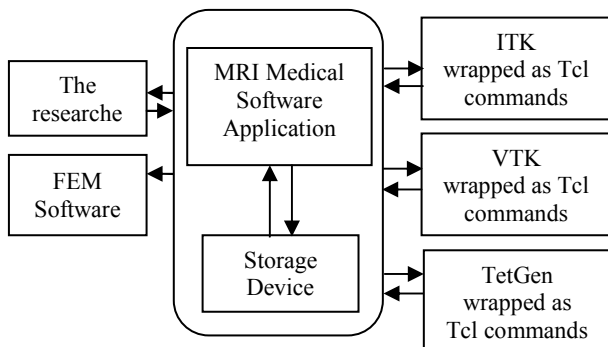 The
researche
FEM
Software
MRI Medical
Software
Application
Storage
Device
ITK
wrapped as Tcl
commands
VTK
wrapped as Tcl
commands
TetGen
wrapped as
Tcl commands